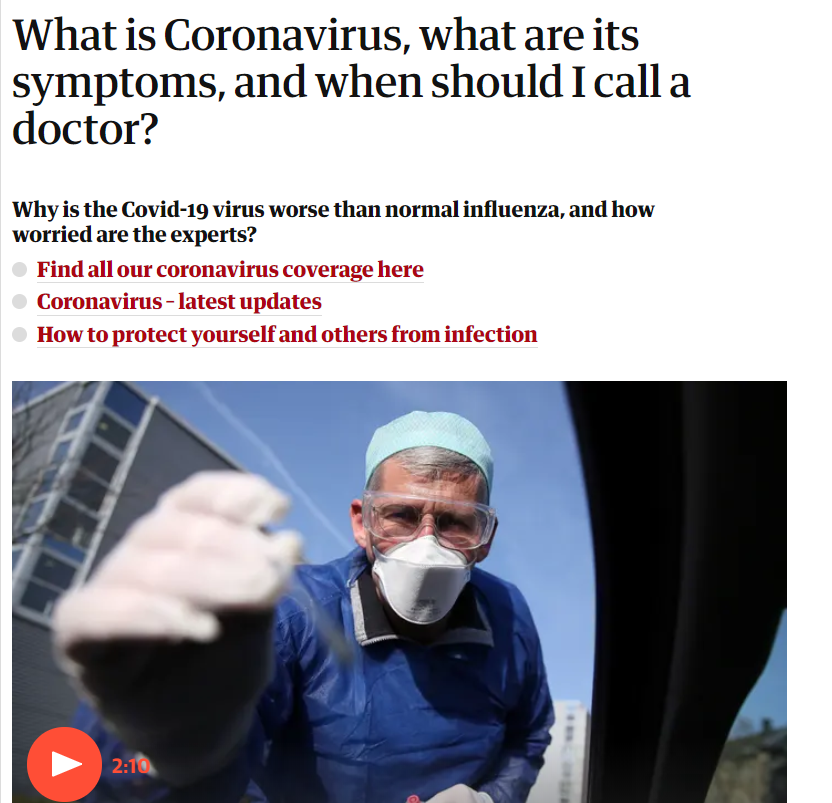 What is Coronavirus, what are its
symptoms, and when should I call a
doctor?
Why is the Covid-19 virus worse than normal influenza, and how
worried are the experts?
Find all our coronavirus coverage here
Coronavirus – latest updates
How to protect yourself and others from infection
2:10